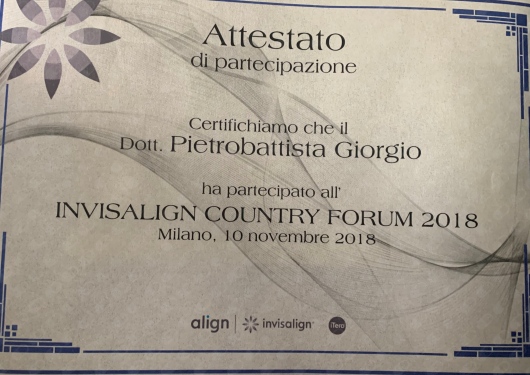 Attestato
di partecipazione
Certifichiamo che il
Dott. Pietrobattista Giorgio
ha partecipato all'
INVISALIGN COUNTRY FORUM 2018
Milano, 10 novembre 2018
align | invisalign iTero